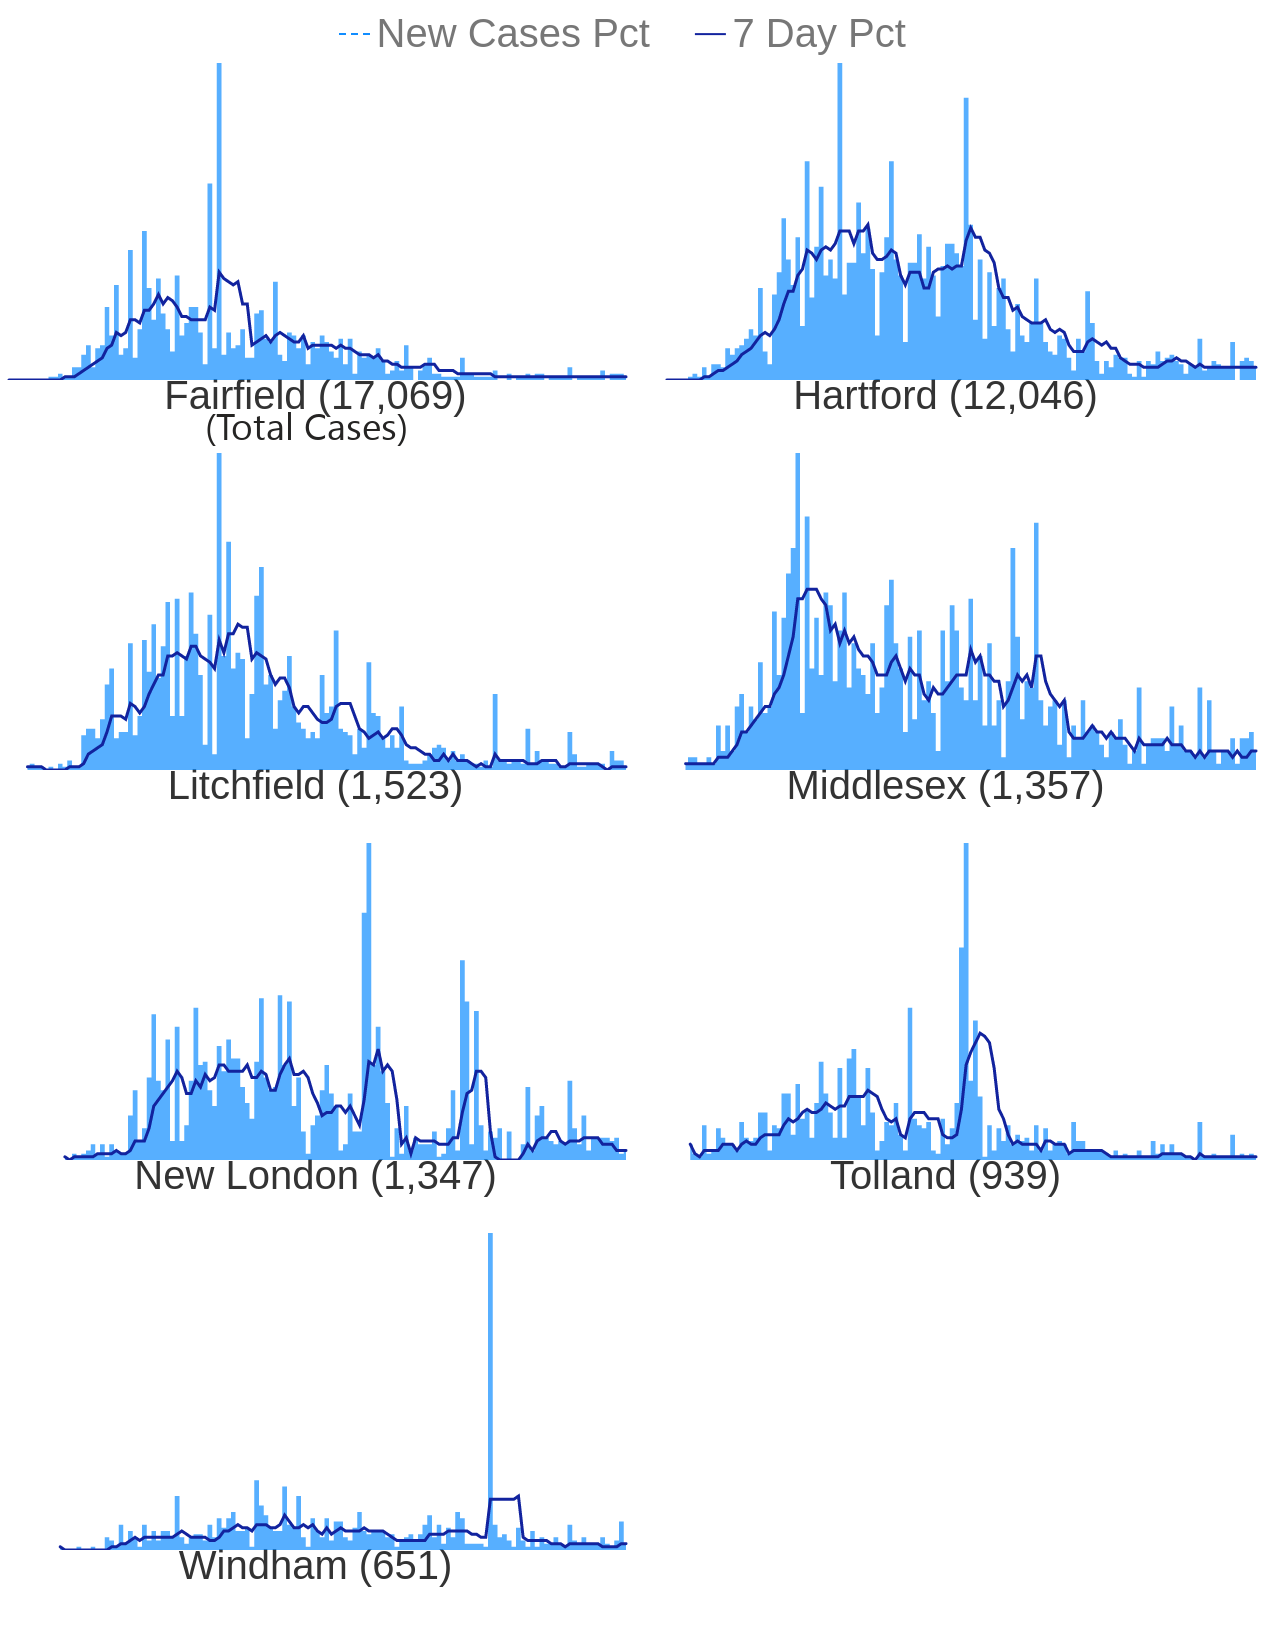 New Cases Pct 7 Day Pct
Fairfield (17,069) Hartford (12,046)
(Total Cases)
Litchfield (1,523) Middlesex (1,357)
New London (1,347) Tolland (939)
Windham (651)